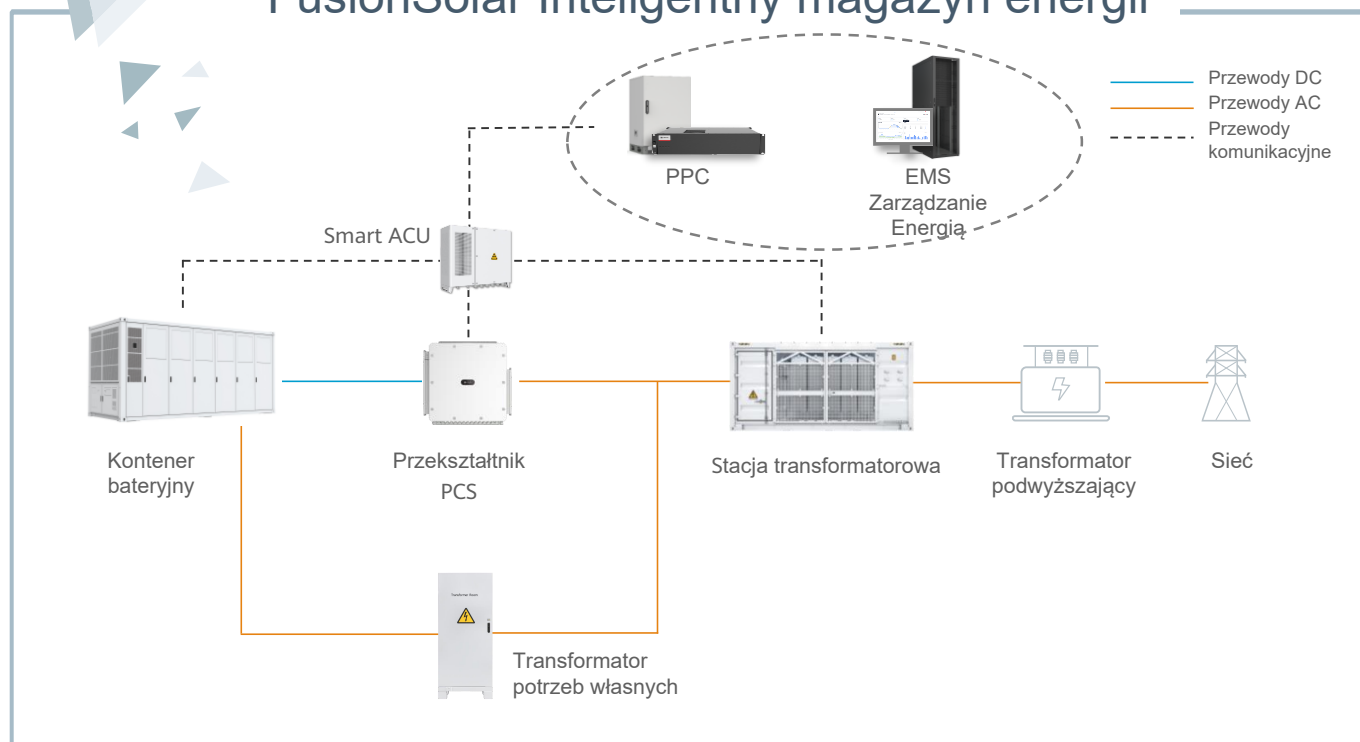 FusionSolar Inteligentny magazyn energii
Przewody DC
Przewody AC
Przewody
komunikacyjne
PPC
EMS
Zarządzanie
Energią
Smart ACU
Kontener
bateryjny
Przekształtnik
PCS
Stacja transformatorowa
Transformator
podwyższający
Sieć
Transformator
potrzeb własnych